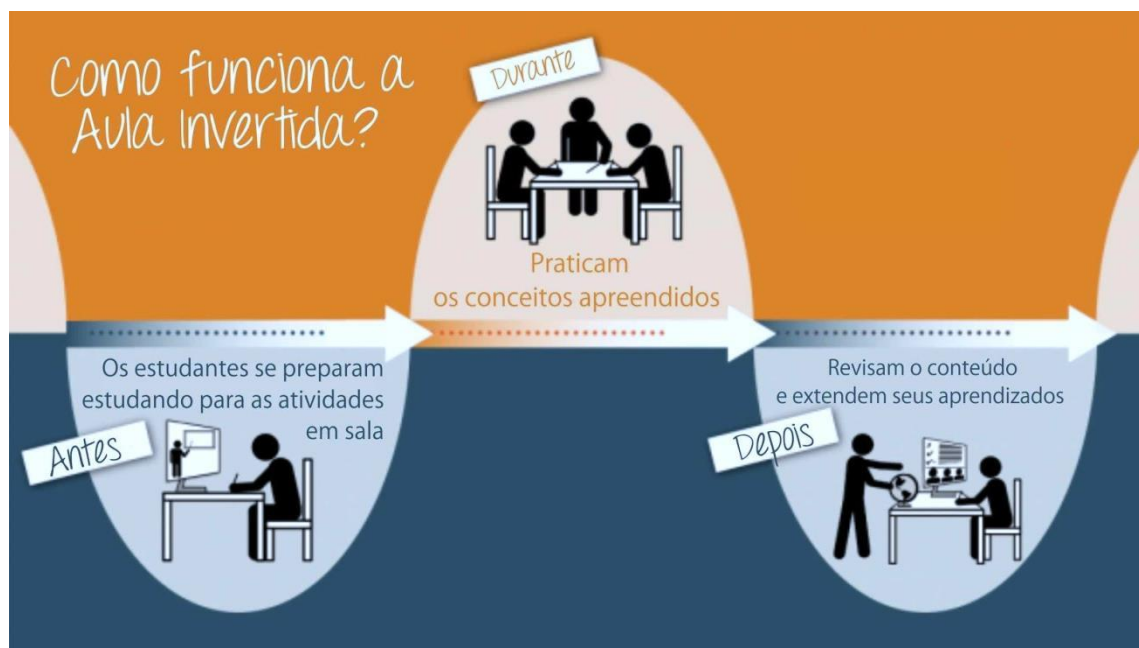 Como funciona a
Aula Invertida?
Durante
Praticam
os conceitos apreendidos
Os estudantes se preparam
estudando para as atividades
em sala
Antes
Revisam o conteúdo
e extendem seus aprendizados
Depois